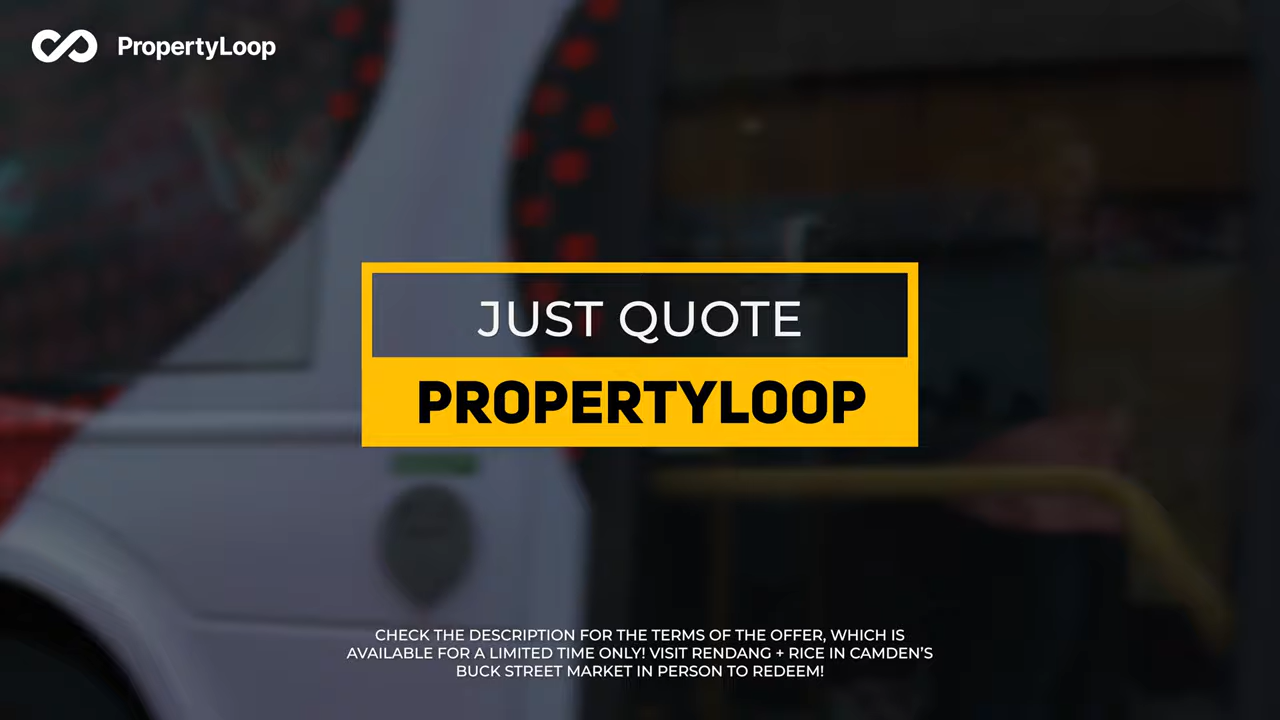 PropertyLoop
JUST QUOTE
PROPERTYLOOP
CHECK THE DESCRIPTION FOR THE TERMS OF THE OFFER, WHICH IS
AVAILABLE FOR A LIMITED TIME ONLY! VISIT RENDANG + RICE IN CAMDEN'S
BUCK STREET MARKET IN PERSON TO REDEEM!